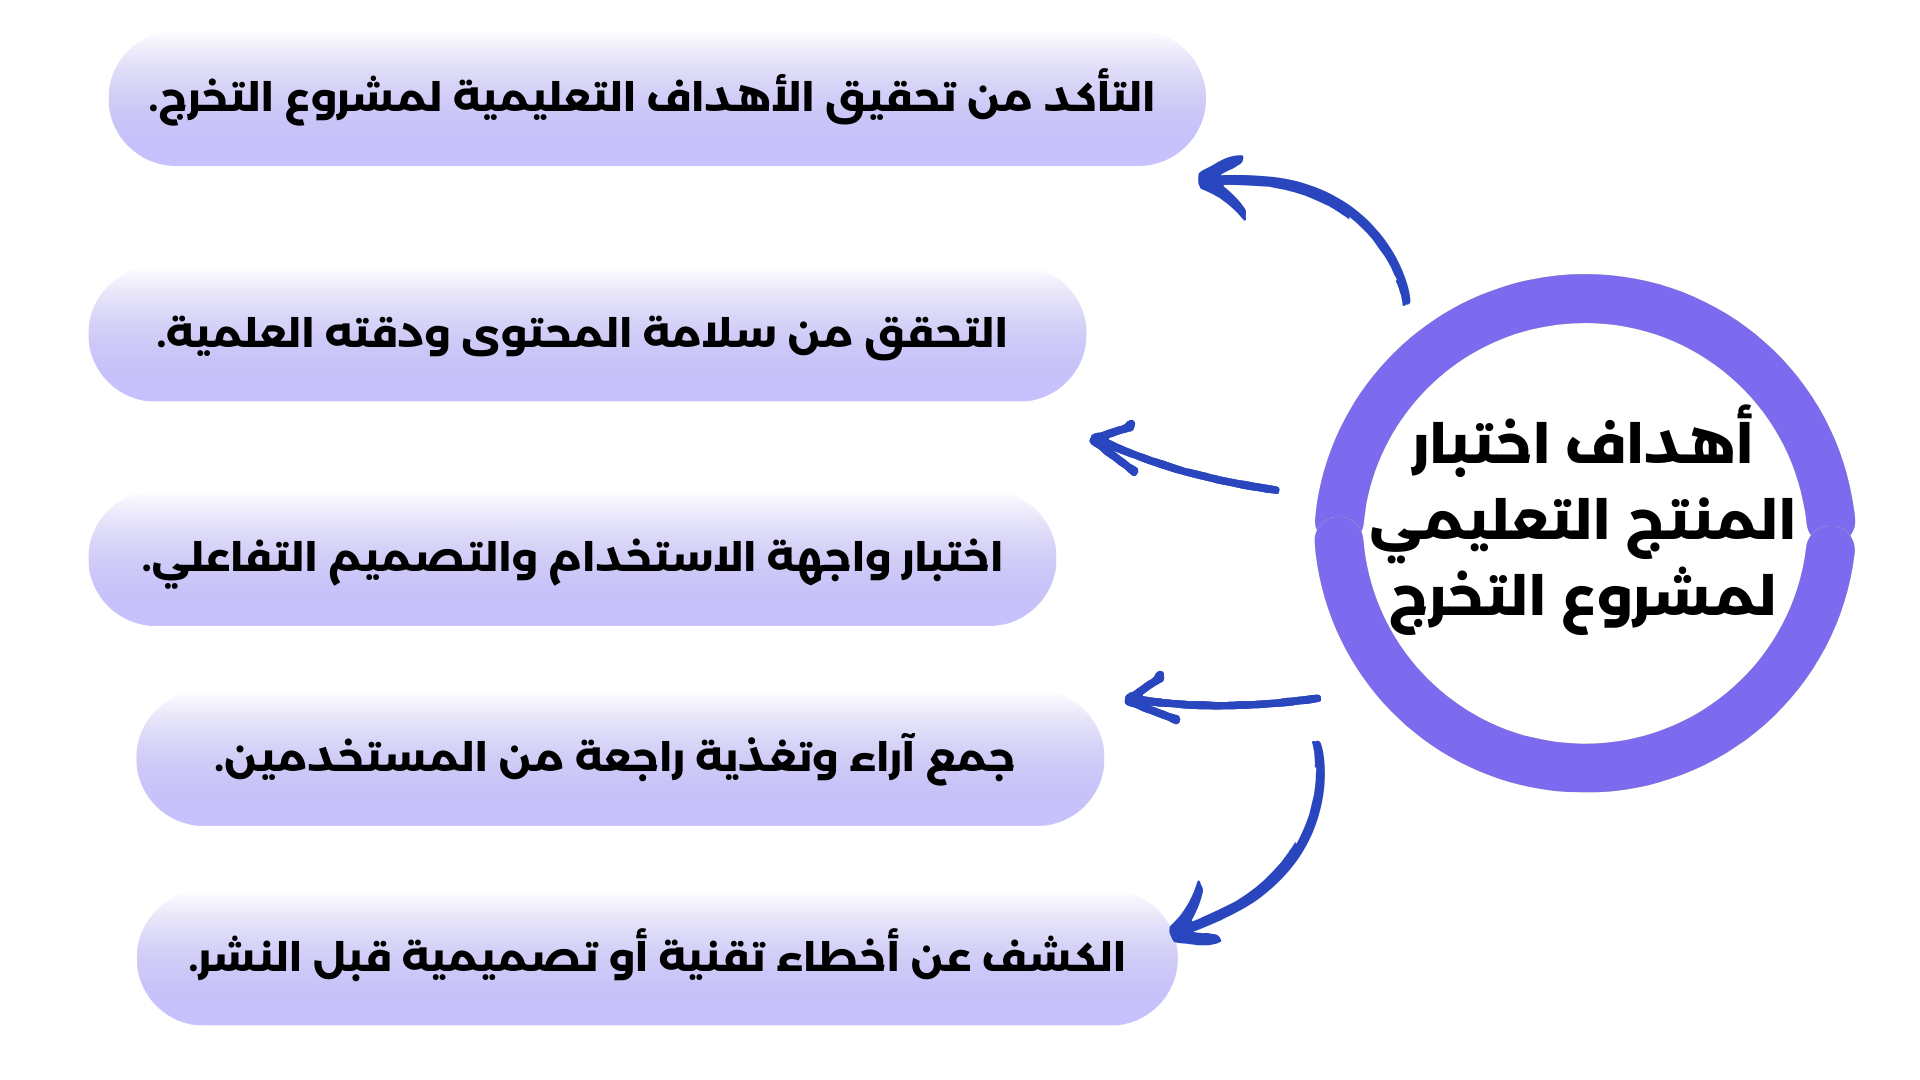 أهداف اختبار
المنتج التعليمي
لمشروع التخرج
التأكد من تحقيق الأهداف التعليمية لمشروع التخرج.
التحقق من سلامة المحتوى ودقته العلمية.
اختبار واجهة الاستخدام والتصميم التفاعلي.
جمع آراء وتغذية راجعة من المستخدمين.
الكشف عن أخطاء تقنية أو تصميمية قبل النشر.